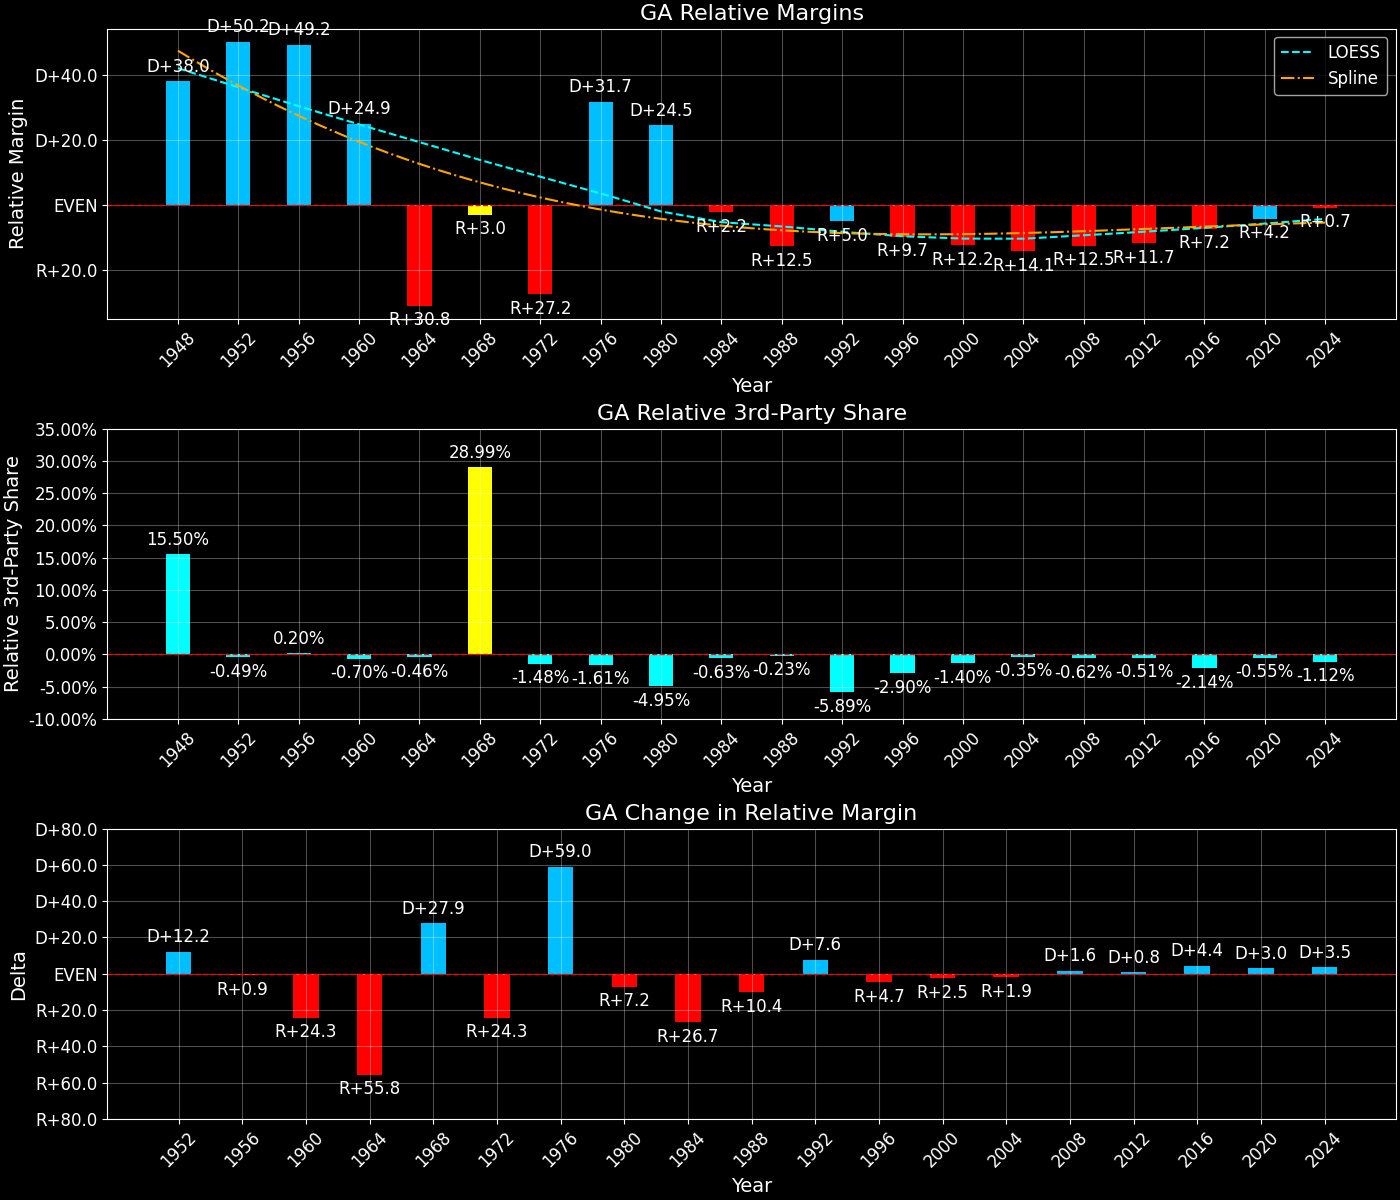 GA Relative Margins
Relative Margin
D+40.0
D+20.0
EVEN
R+20.0
D+38.0
D+50.2
D+49.2
D+24.9
R+30.8
R+3.0
R+27.2
D+31.7
D+24.5
R+2.2
R+12.5
R+5.0
R+9.7
R+12.2
R+14.1
R+12.5
R+11.7
R+7.2
R+4.2
R+0.7
LOESS
Spline
1948 1952 1956 1960 1964 1968 1972 1976 1980 1984 1988 1992 1996 2000 2004 2008 2012 2016 2020 2024
Year
GA Relative 3rd-Party Share
Relative 3rd-Party Share
35.00%
30.00%
25.00%
20.00%
15.00%
10.00%
5.00%
0.00%
-5.00%
-10.00%
15.50%
-0.49%
0.20%
-0.70%
-0.46%
28.99%
-1.48%
-1.61%
-4.95%
-0.63%
-0.23%
-5.89%
-2.90%
-1.40%
-0.35%
-0.62%
-0.51%
-2.14%
-0.55%
-1.12%
1948 1952 1956 1960 1964 1968 1972 1976 1980 1984 1988 1992 1996 2000 2004 2008 2012 2016 2020 2024
Year
GA Change in Relative Margin
Delta
D+80.0
D+60.0
D+40.0
D+20.0
EVEN
R+20.0
R+40.0
R+60.0
R+80.0
D+12.2
R+0.9
R+24.3
R+55.8
D+27.9
R+24.3
D+59.0
R+7.2
R+26.7
R+10.4
D+7.6
R+4.7
R+2.5
R+1.9
D+1.6
D+0.8
D+4.4
D+3.0
D+3.5
1952 1956 1960 1964 1968 1972 1976 1980 1984 1988 1992 1996 2000 2004 2008 2012 2016 2020 2024
Year